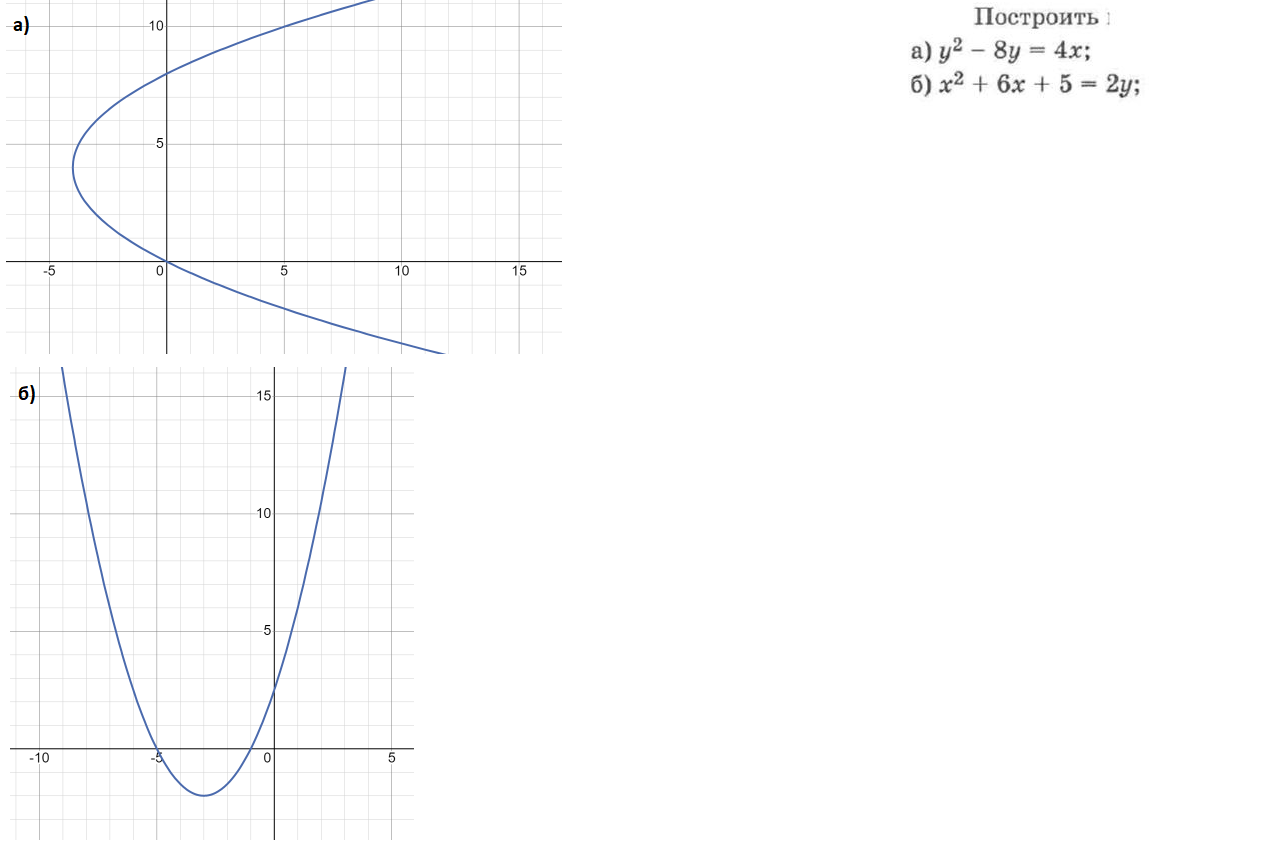 а)
10
5
-5 0 5 10 15
Построить
а) y² – 8y = 4x;
б) x² + 6x + 5 = 2y;
б)
15
10
5
-10 -5 0 5